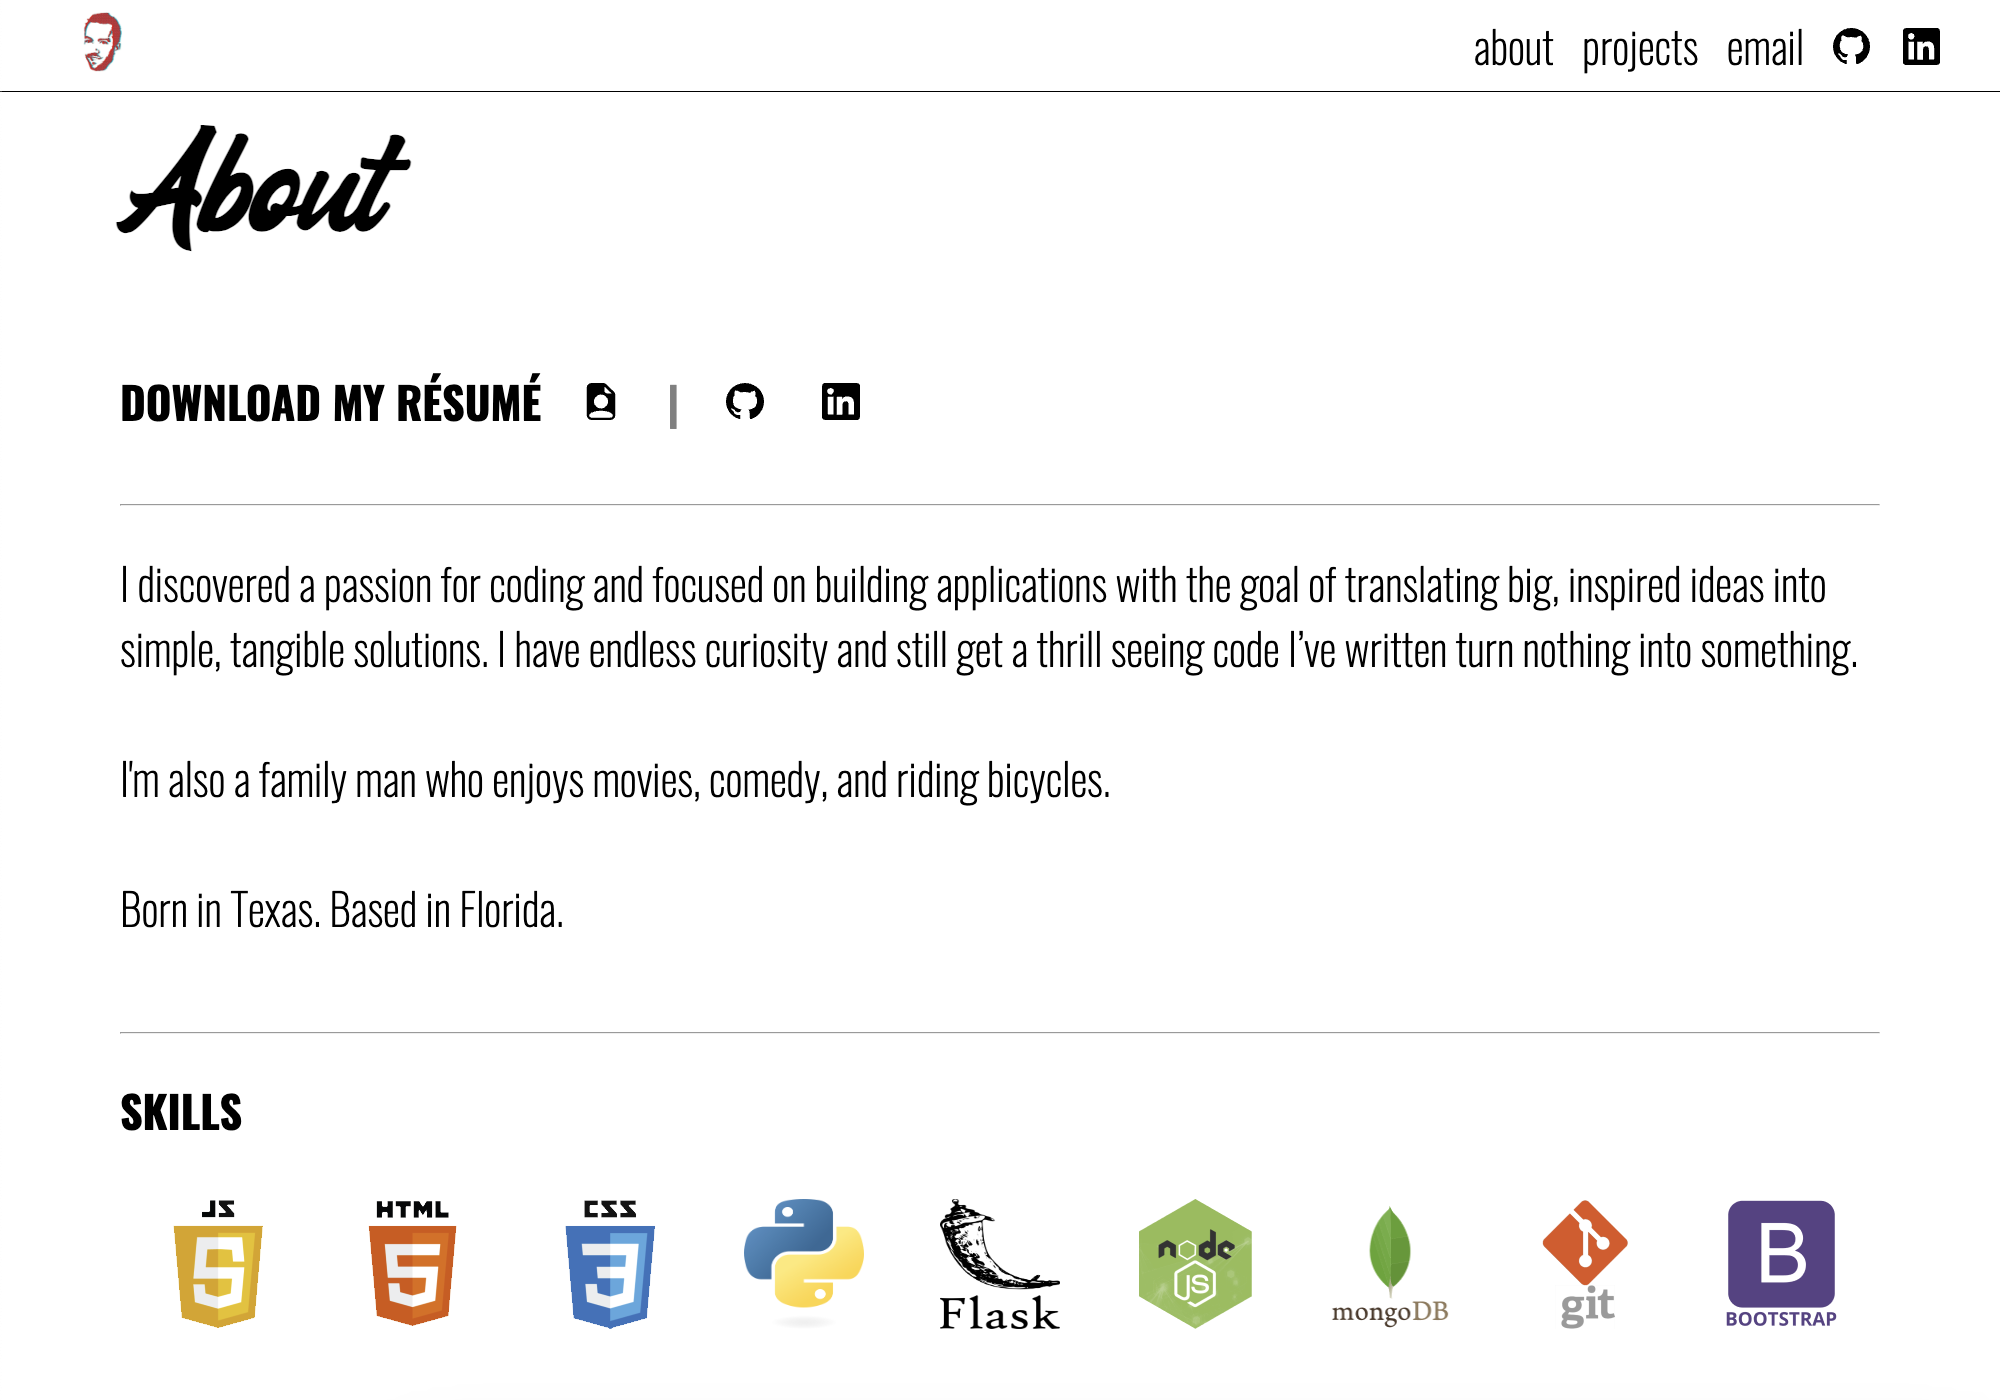 about projects email in
About
DOWNLOAD MY RÉSUMÉ | in
I discovered a passion for coding and focused on building applications with the goal of translating big, inspired ideas into
simple, tangible solutions. I have endless curiosity and still get a thrill seeing code I’ve written turn nothing into something.
I'm also a family man who enjoys movies, comedy, and riding bicycles.
Born in Texas. Based in Florida.
SKILLS
JS HTML CSS
5 5 3 node JS B
Flask mongoDB git BOOTSTRAP